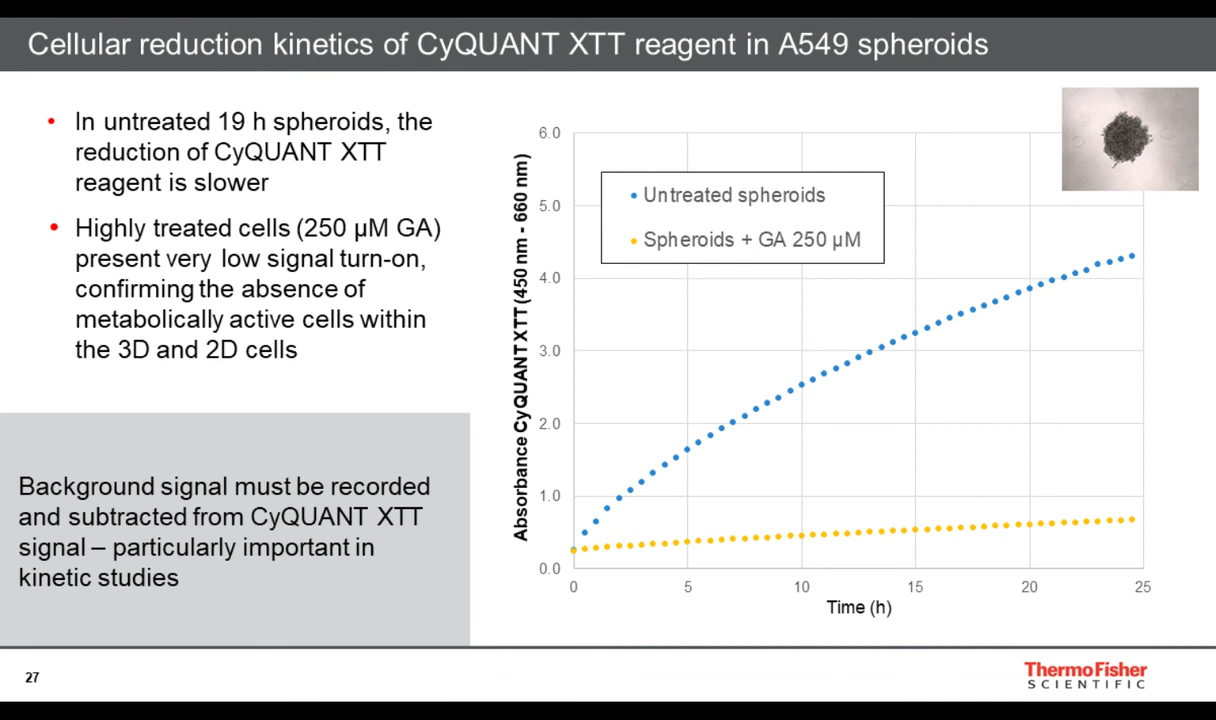 Cellular reduction kinetics of CyQUANT XTT reagent in A549 spheroids
• In untreated 19 h spheroids, the
reduction of CyQUANT XTT
reagent is slower
• Highly treated cells (250 µM GA)
present very low signal turn-on,
confirming the absence of
metabolically active cells within
the 3D and 2D cells
Background signal must be recorded
and subtracted from CyQUANT XTT
signal – particularly important in
kinetic studies
Absorbance CyQUANT XTT (450 nm - 660 nm)
6.0
5.0
4.0
3.0
2.0
1.0
0.0
Untreated spheroids
Spheroids + GA 250 µM
0 5 10 15 20 25
Time (h)
27
ThermoFisher
SCIENTIFIC